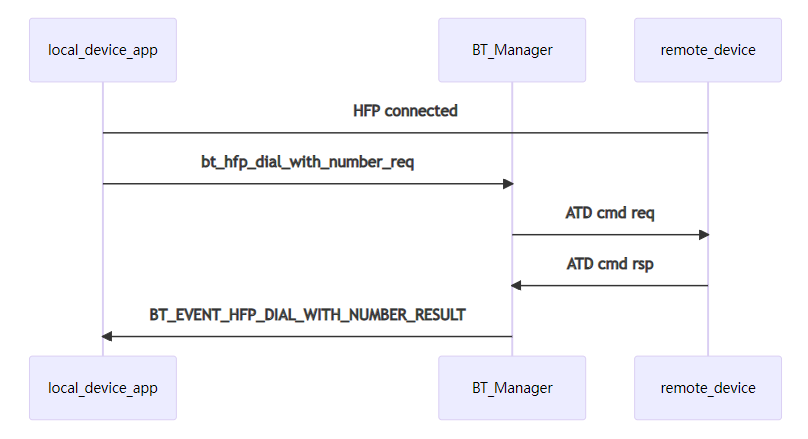 local_device_app
BT_Manager
remote_device
HFP connected
bt_hfp_dial_with_number_req
ATD cmd req
ATD cmd rsp
BT_EVENT_HFP_DIAL_WITH_NUMBER_RESULT
local_device_app
BT_Manager
remote_device